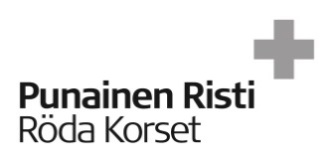 Punainen Risti
Röda Korset